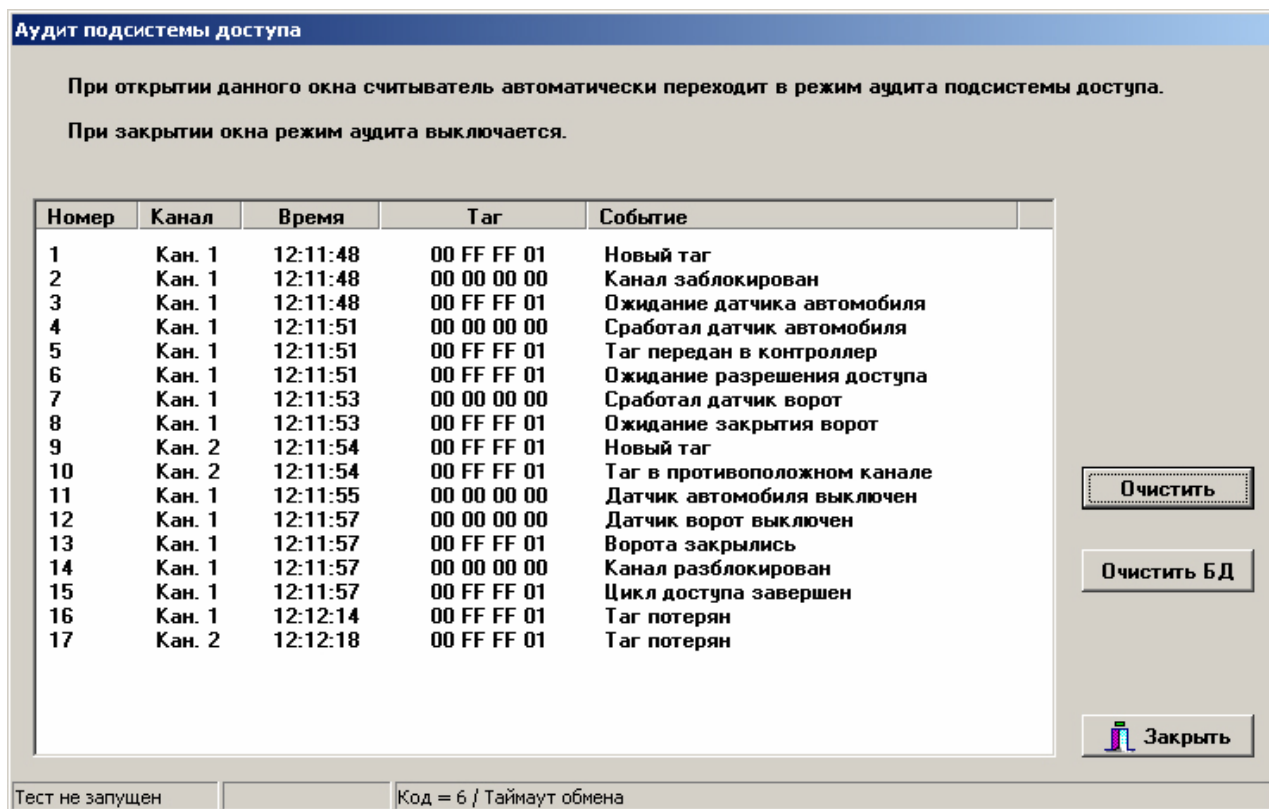 Аудит подсистемы доступа
При открытии данного окна считыватель автоматически переходит в режим аудита подсистемы доступа.
При закрытии окна режим аудита выключается.
Номер Канал Время Таг Событие
1 Кан. 1 12:11:48 00 FF FF 01 Новый таг
2 Кан. 1 12:11:48 00 00 00 00 Канал заблокирован
3 Кан. 1 12:11:48 00 FF FF 01 Ожидание датчика автомобиля
4 Кан. 1 12:11:51 00 00 00 00 Сработал датчик автомобиля
5 Кан. 1 12:11:51 00 FF FF 01 Таг передан в контроллер
6 Кан. 1 12:11:51 00 FF FF 01 Ожидание разрешения доступа
7 Кан. 1 12:11:53 00 00 00 00 Сработал датчик ворот
8 Кан. 1 12:11:53 00 FF FF 01 Ожидание закрытия ворот
9 Кан. 2 12:11:54 00 FF FF 01 Новый таг
10 Кан. 2 12:11:54 00 FF FF 01 Таг в противоположном канале
11 Кан. 1 12:11:55 00 00 00 00 Датчик автомобиля выключен
12 Кан. 1 12:11:57 00 00 00 00 Датчик ворот выключен
13 Кан. 1 12:11:57 00 FF FF 01 Ворота закрылись
14 Кан. 1 12:11:57 00 00 00 00 Канал разблокирован
15 Кан. 1 12:11:57 00 FF FF 01 Цикл доступа завершен
16 Кан. 1 12:12:14 00 FF FF 01 Таг потерян
17 Кан. 2 12:12:18 00 FF FF 01 Таг потерян
Очистить
Очистить БД
Закрыть
Тест не запущен Код = 6 / Таймаут обмена